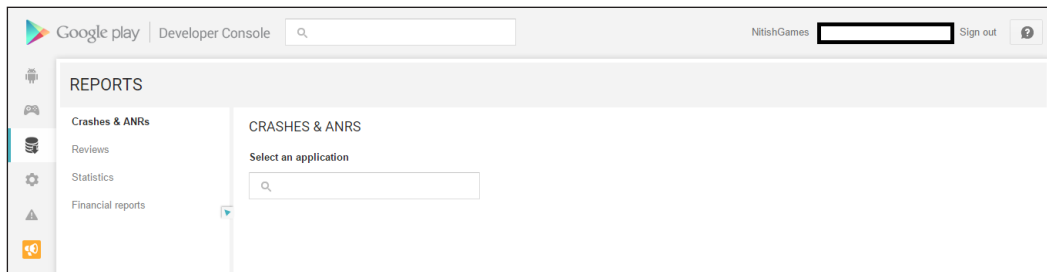 Google play | Developer Console NitishGames Sign out
REPORTS
Crashes & ANRs
Reviews
Statistics
Financial reports
CRASHES & ANRS
Select an application